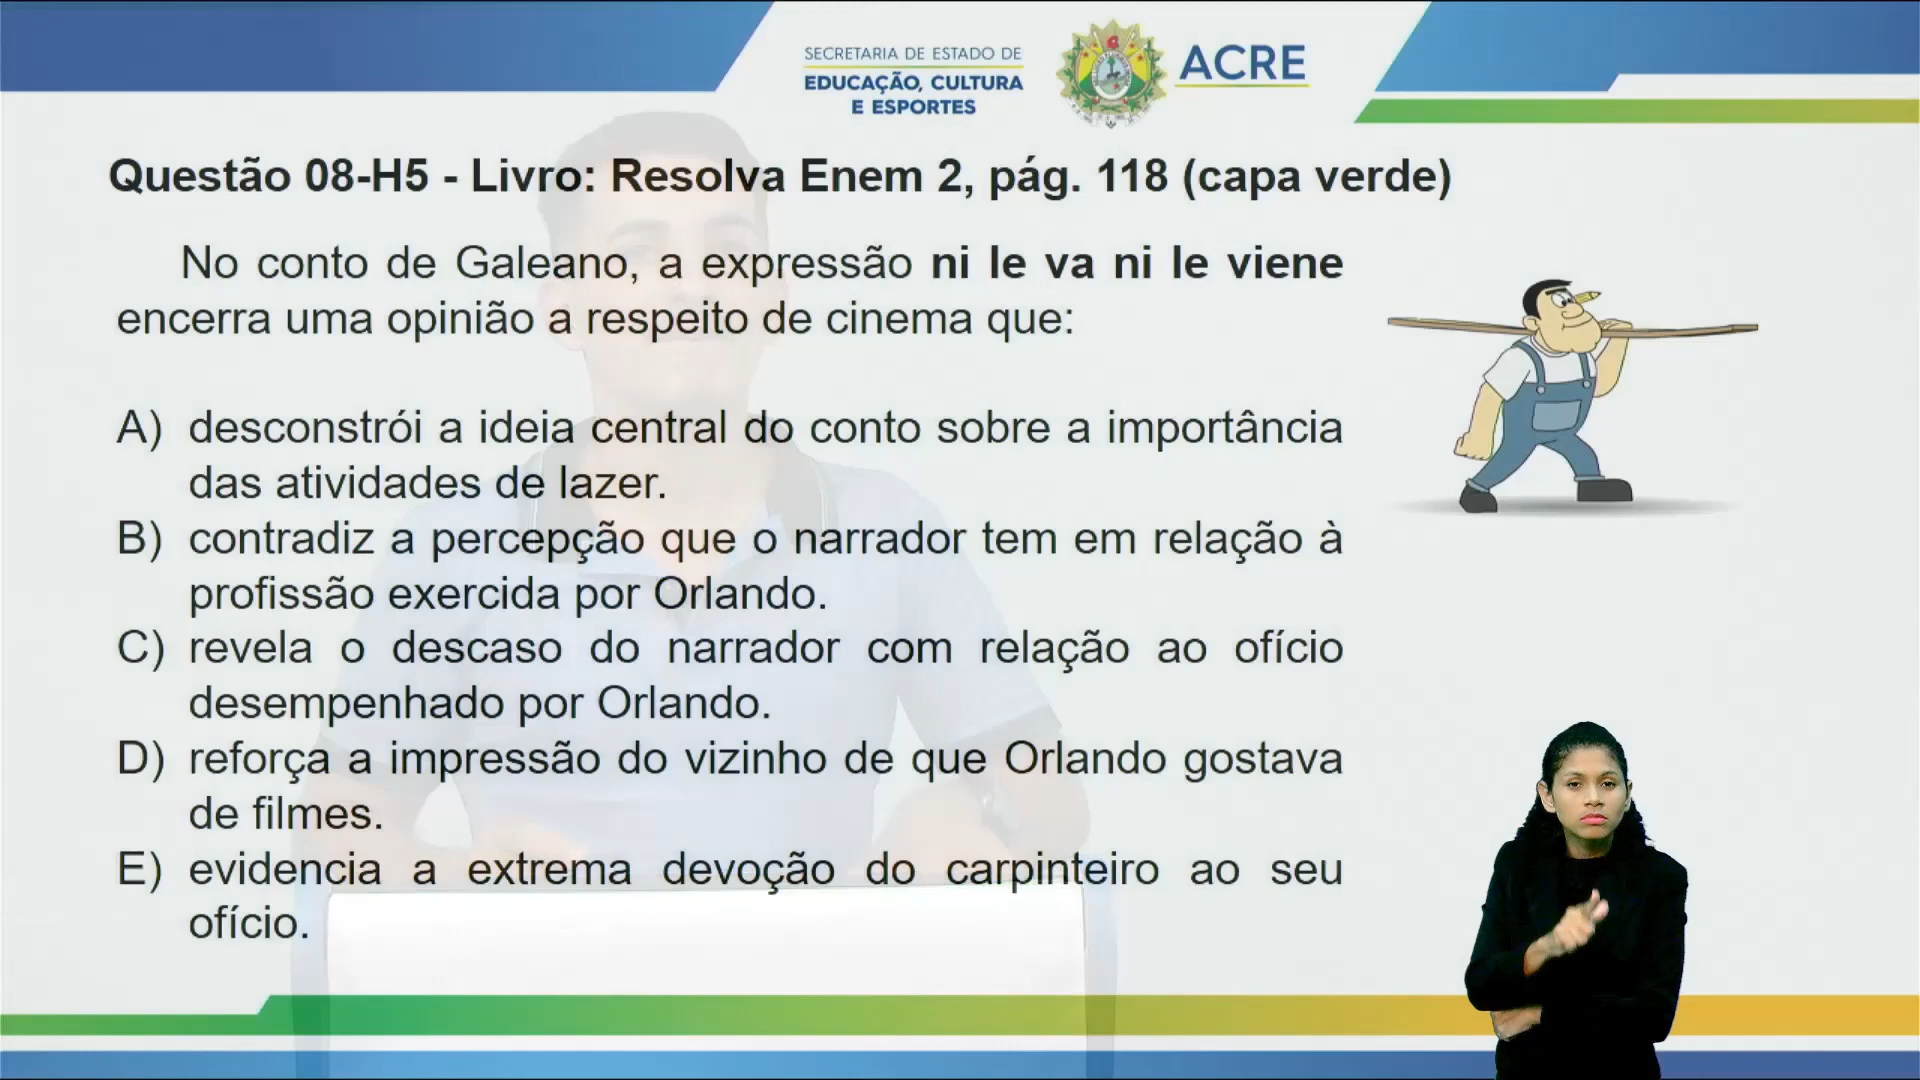 SECRETARIA DE ESTADO DE
EDUCAÇÃO, CULTURA
E ESPORTES
ACRE
Questão 08-H5 - Livro: Resolva Enem 2, pág. 118 (capa verde)
No conto de Galeano, a expressão ni le va ni le viene
encerra uma opinião a respeito de cinema que:
A) desconstrói a ideia central do conto sobre a importância
das atividades de lazer.
B) contradiz a percepção que o narrador tem em relação à
profissão exercida por Orlando.
C) revela o descaso do narrador com relação ao ofício
desempenhado por Orlando.
D) reforça a impressão do vizinho de que Orlando gostava
de filmes.
E) evidencia a extrema devoção do carpinteiro ao seu
ofício.